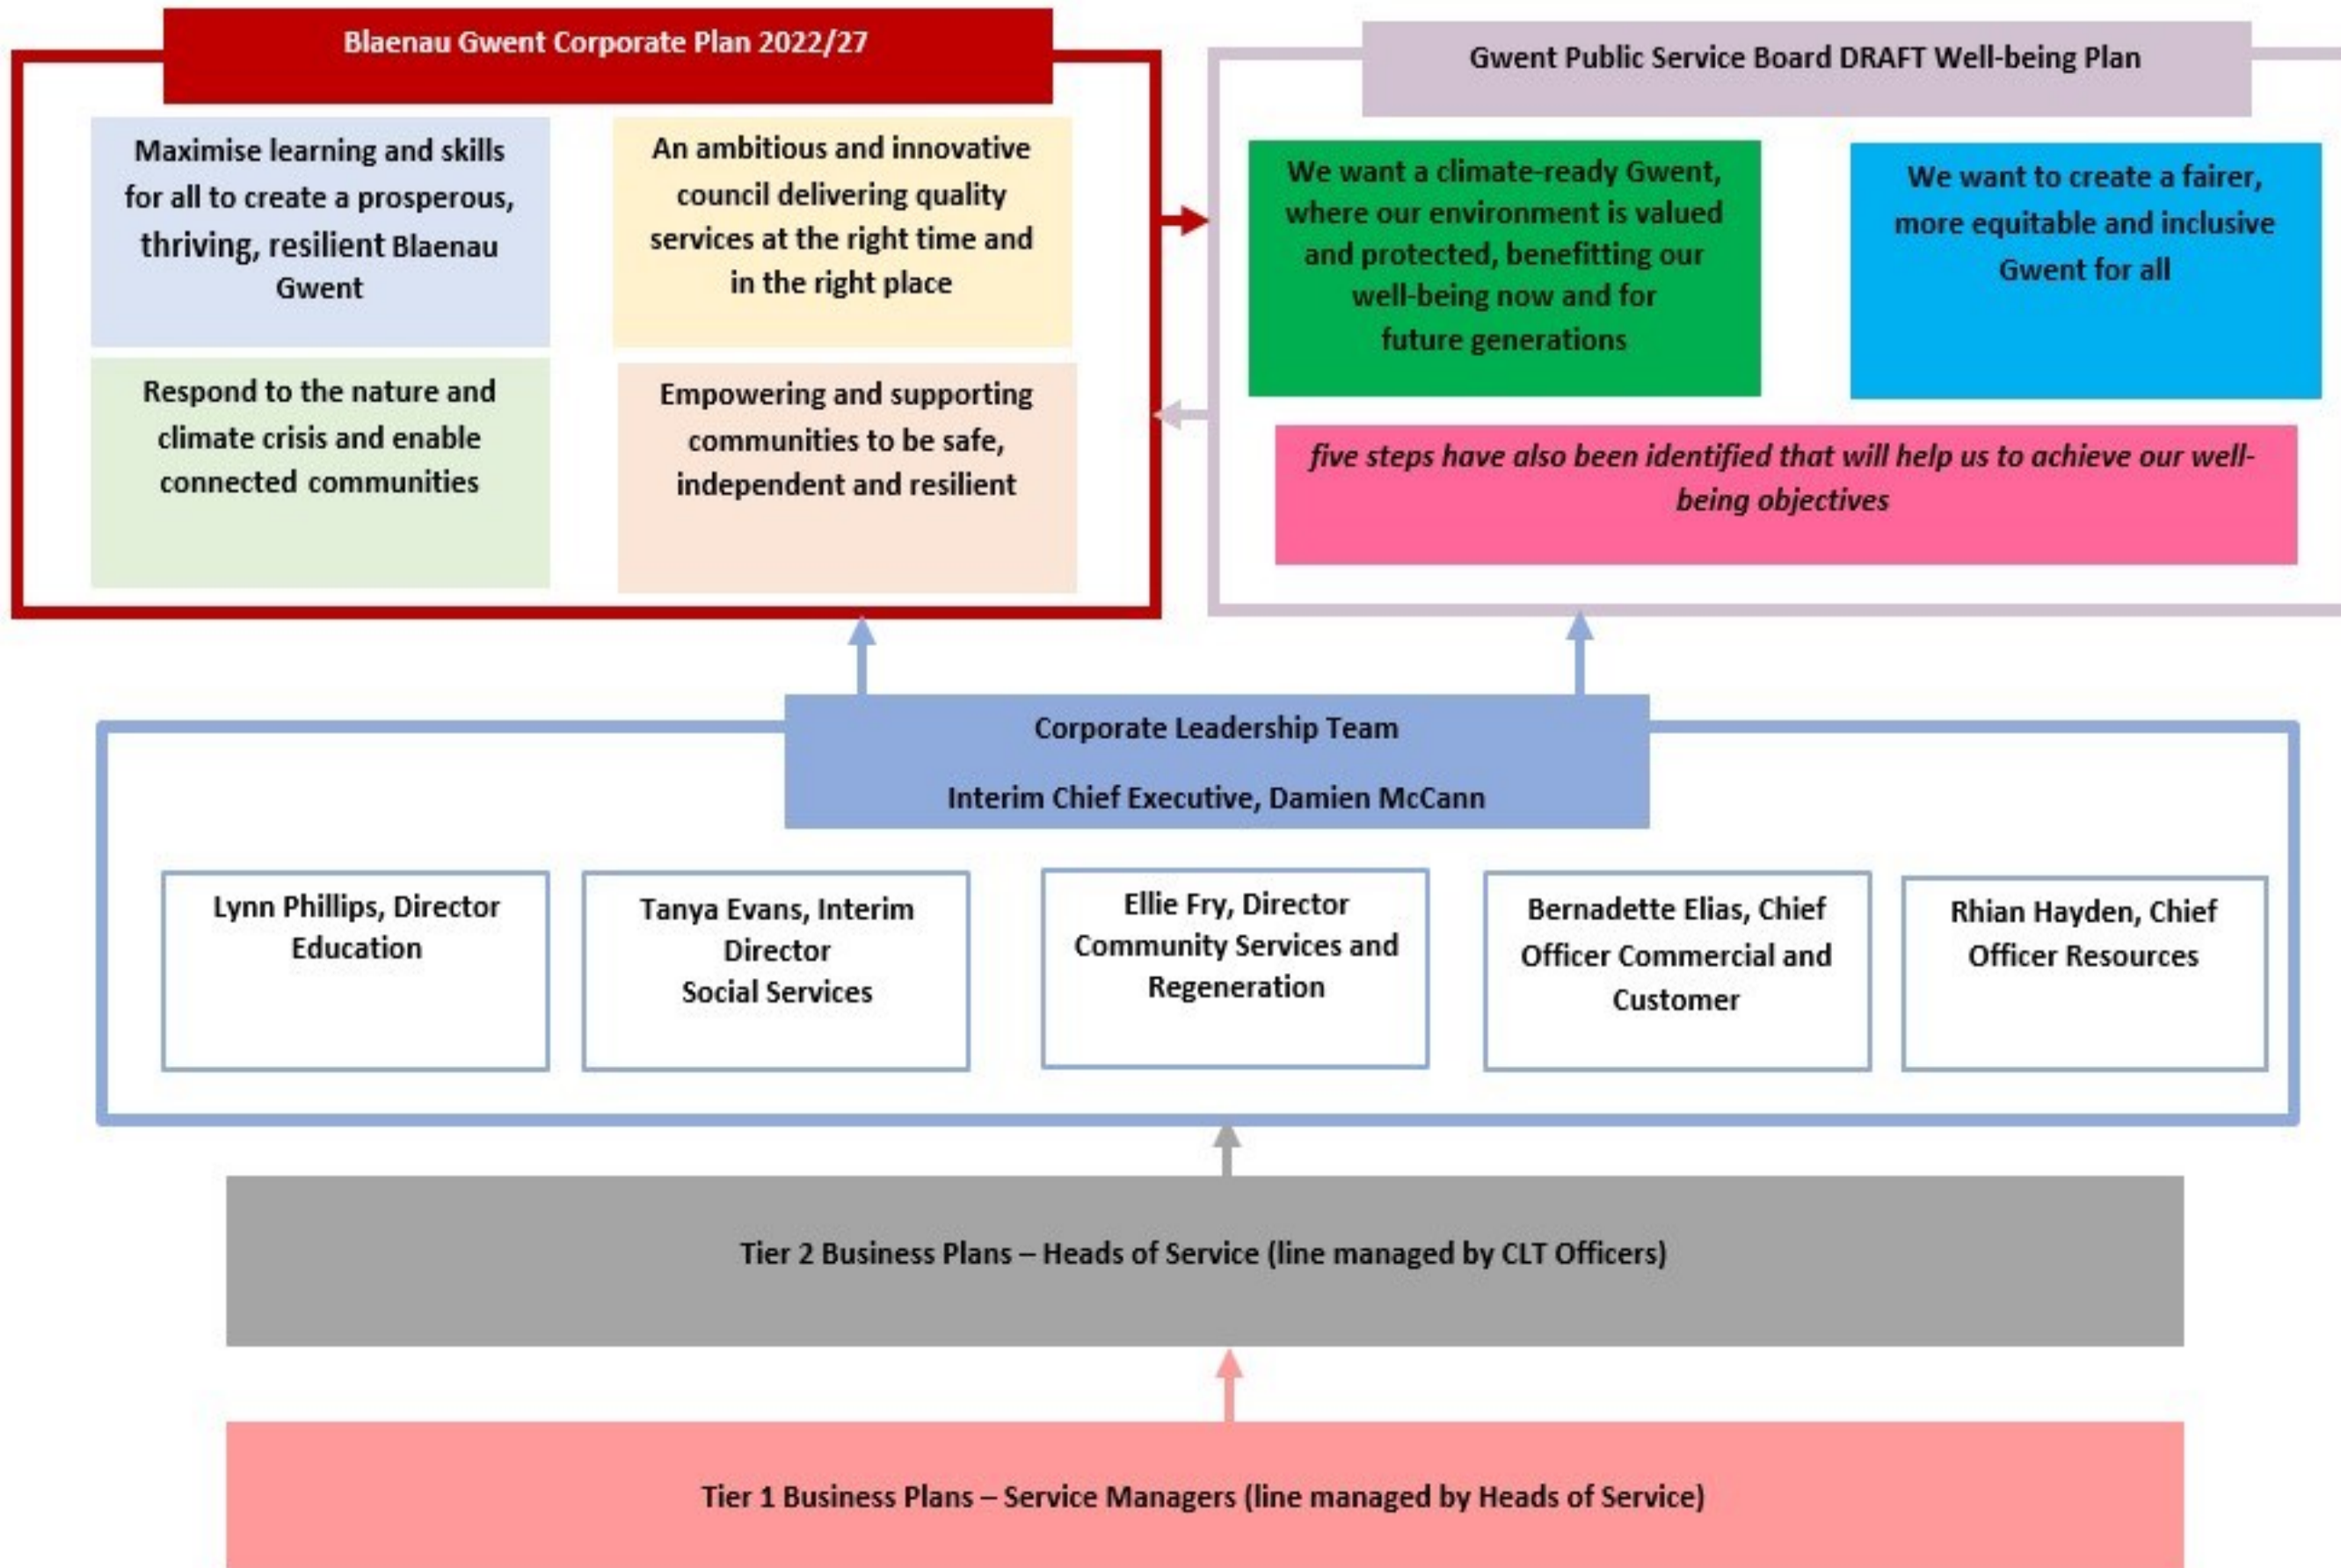 Blaenau Gwent Corporate Plan 2022/27
Maximise learning and skills
for all to create a prosperous,
thriving, resilient Blaenau
Gwent
An ambitious and innovative
council delivering quality
services at the right time and
in the right place
Respond to the nature and
climate crisis and enable
connected communities
Empowering and supporting
communities to be safe,
independent and resilient
Gwent Public Service Board DRAFT Well-being Plan
We want a climate-ready Gwent,
where our environment is valued
and protected, benefitting our
well-being now and for
future generations
We want to create a fairer,
more equitable and inclusive
Gwent for all
five steps have also been identified that will help us to achieve our well-
being objectives
Corporate Leadership Team
Interim Chief Executive, Damien McCann
Lynn Phillips, Director
Education
Tanya Evans, Interim
Director
Social Services
Ellie Fry, Director
Community Services and
Regeneration
Bernadette Elias, Chief
Officer Commercial and
Customer
Rhian Hayden, Chief
Officer Resources
Tier 2 Business Plans – Heads of Service (line managed by CLT Officers)
Tier 1 Business Plans – Service Managers (line managed by Heads of Service)